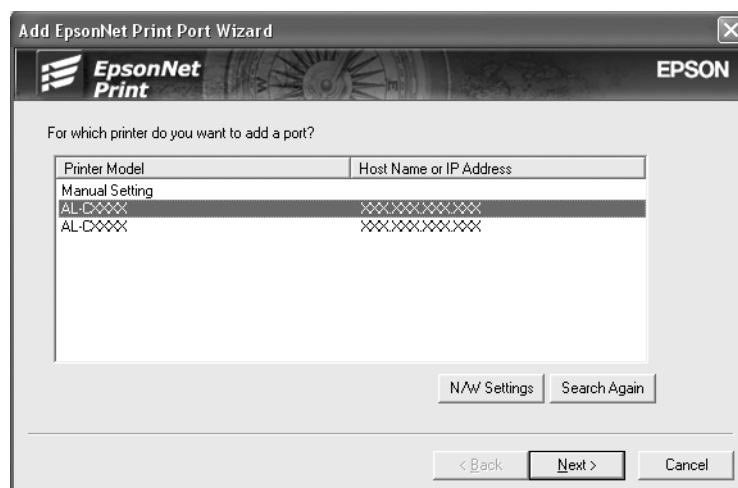 Add EpsonNet Print Port Wizard
EpsonNet
Print
EPSON
For which printer do you want to add a port?
Printer Model Host Name or IP Address
Manual Setting
AL-CXXXX XXX.XXX.XXX.XXX
AL-CXXXX XXX.XXX.XXX.XXX
N/W Settings Search Again
< Back Next > Cancel